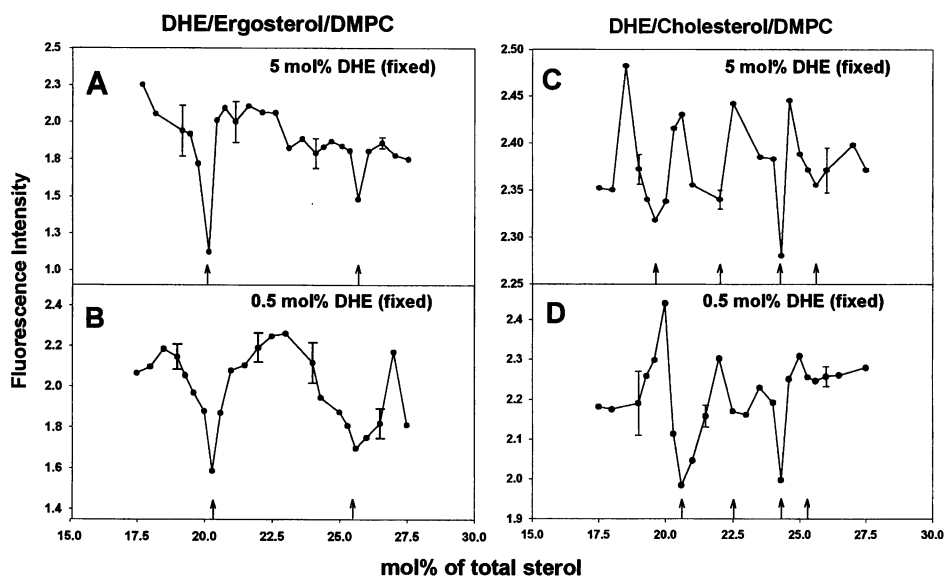 DHE/Ergosterol/DMPC
DHE/Cholesterol/DMPC
Fluorescence Intensity
A
5 mol% DHE (fixed)
2.5
2.3
2.0
1.8
1.5
1.3
1.0
B
0.5 mol% DHE (fixed)
2.4
2.2
2.0
1.8
1.6
1.4
15.0 17.5 20.0 22.5 25.0 27.5 30.0
C
5 mol% DHE (fixed)
2.50
2.45
2.40
2.35
2.30
2.25
D
0.5 mol% DHE (fixed)
2.4
2.3
2.2
2.1
2.0
1.9
15.0 17.5 20.0 22.5 25.0 27.5 30.0
mol% of total sterol